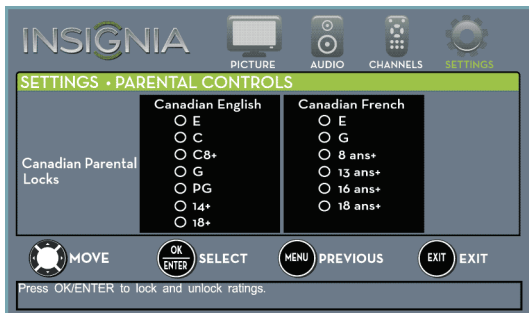 INSIGNIA
PICTURE AUDIO CHANNELS SETTINGS
SETTINGS • PARENTAL CONTROLS
Canadian Parental
Locks
Canadian English
E
C
C8+
G
PG
14+
18+
Canadian French
E
G
8 ans+
13 ans+
16 ans+
18 ans+
MOVE
OK
ENTER
SELECT
MENU
PREVIOUS
EXIT
EXIT
Press OK/ENTER to lock and unlock ratings.